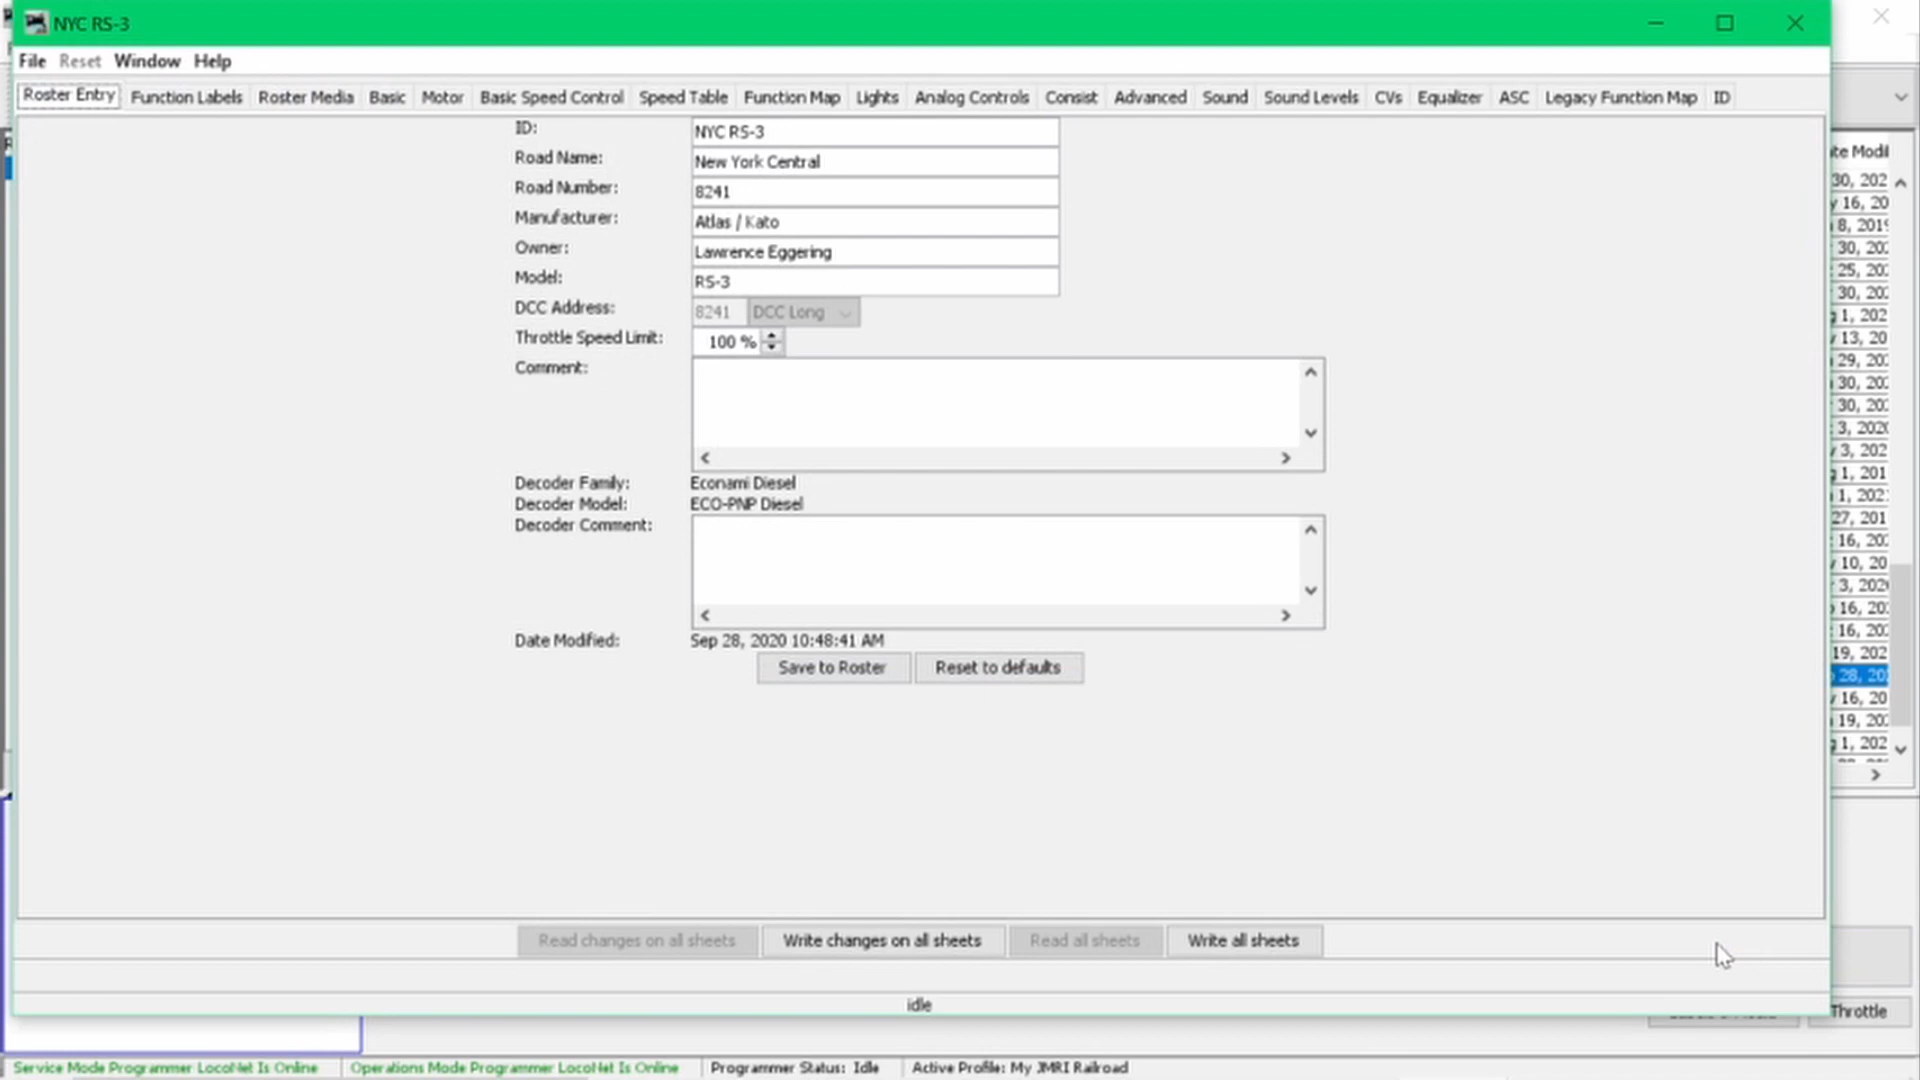 NYC RS-3
File Reset Window Help
Roster Entry Function Labels Roster Media Basic Motor Basic Speed Control Speed Table Function Map Lights Analog Controls Consist Advanced Sound Sound Levels CVs Equalizer ASC Legacy Function Map ID
ID: NYC RS-3
Road Name: New York Central
Road Number: 8241
Manufacturer: Atlas / Kato
Owner: Lawrence Eggering
Model: RS-3
DCC Address: 8241 DCC Long
Throttle Speed Limit: 100 %
Comment:
Decoder Family: Econami Diesel
Decoder Model: ECO-PNP Diesel
Decoder Comment:
Date Modified: Sep 28, 2020 10:48:41 AM
Save to Roster Reset to defaults
Read changes on all sheets Write changes on all sheets Read all sheets Write all sheets
idle
Throttle
Service Mode Programmer LocoNet Is Online Operations Mode Programmer LocoNet Is Online Programmer Status: Idle Active Profile: My JMRI Railroad